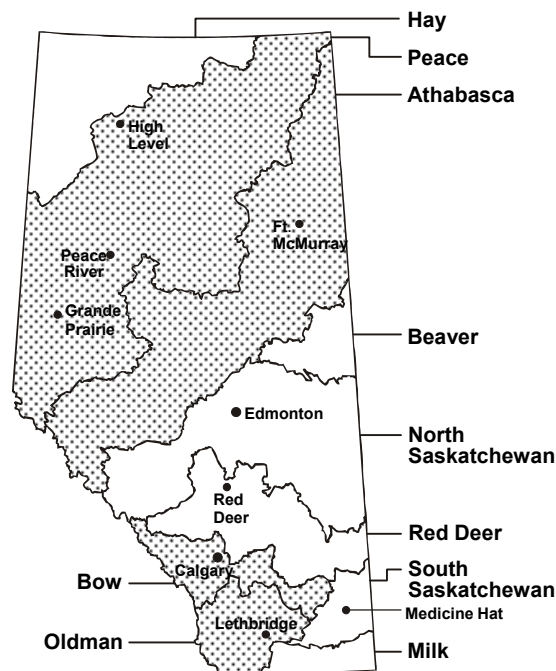 Hay
Peace
Athabasca
High
Level
Ft.
McMurray
Peace
River
Grande
Prairie
Beaver
Edmonton
North
Saskatchewan
Red
Deer
Red Deer
Calgary
South
Saskatchewan
Bow
Medicine Hat
Lethbridge
Oldman
Milk